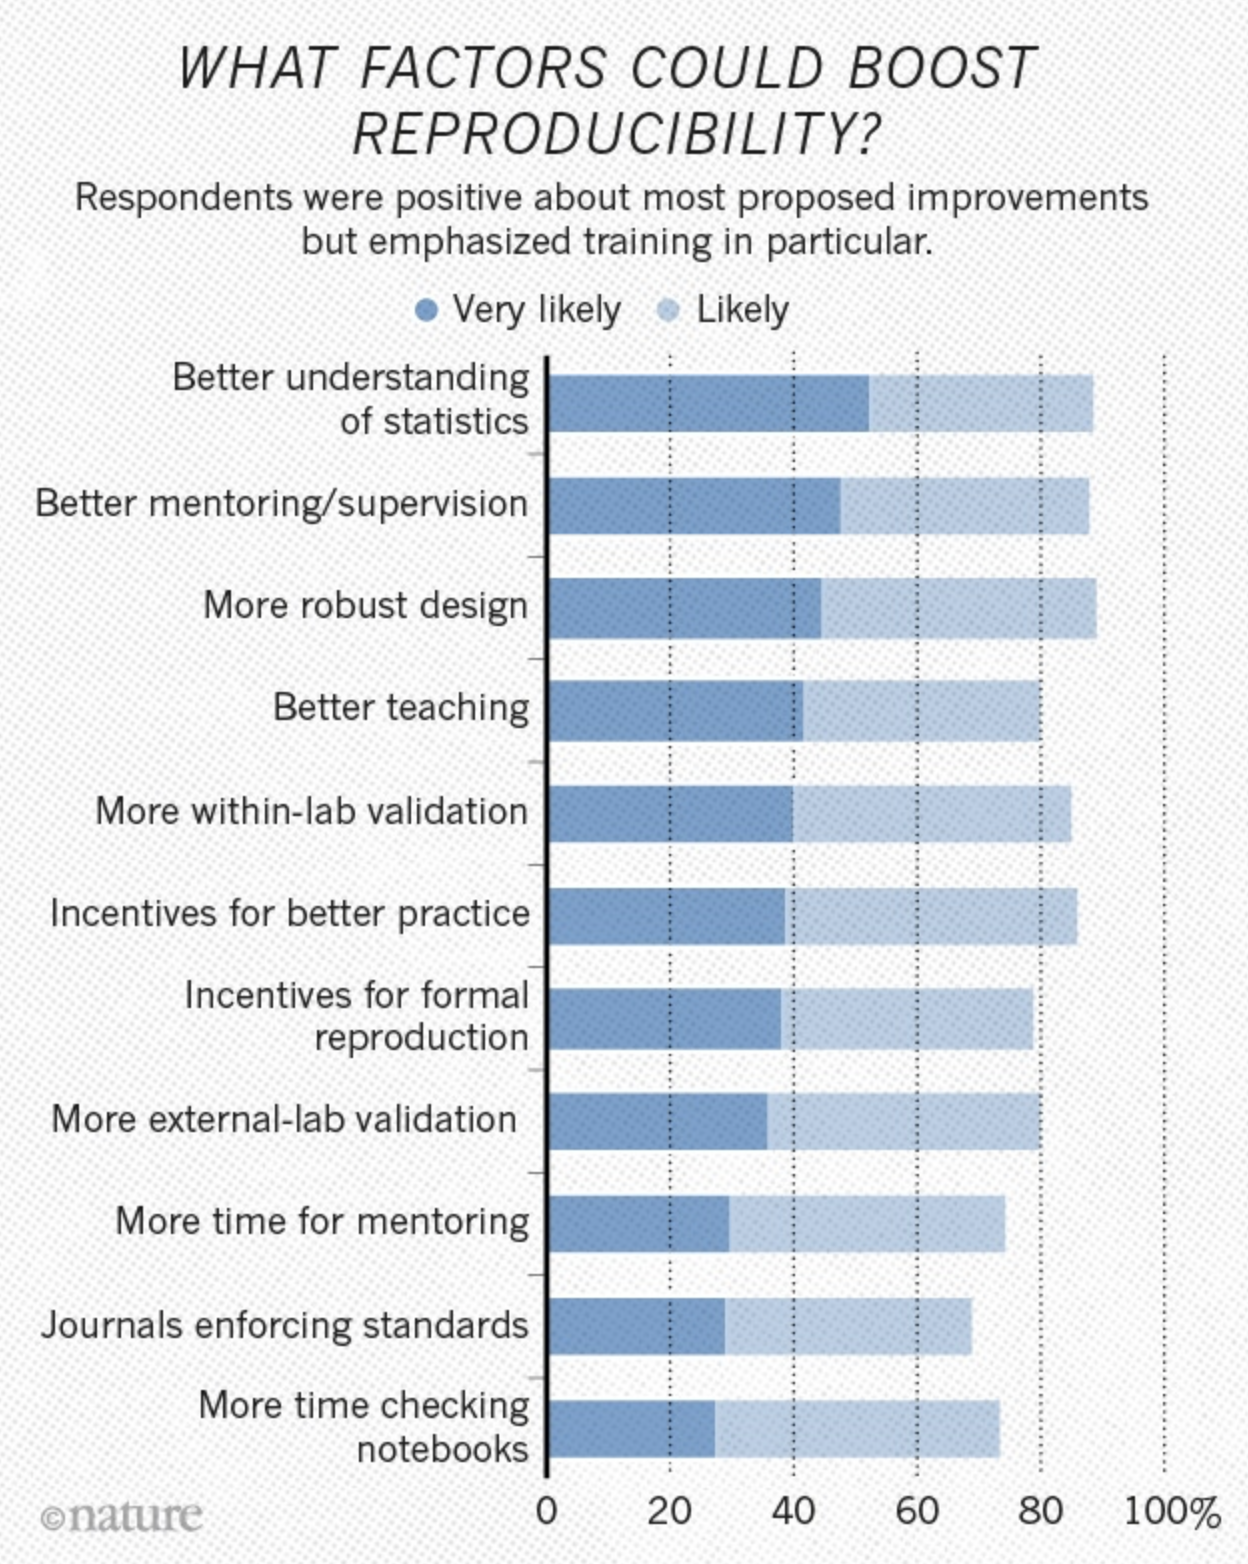 WHAT FACTORS COULD BOOST
REPRODUCIBILITY?
Respondents were positive about most proposed improvements
but emphasized training in particular.
Very likely Likely
Better understanding
of statistics
Better mentoring/supervision
More robust design
Better teaching
More within-lab validation
Incentives for better practice
Incentives for formal
reproduction
More external-lab validation
More time for mentoring
Journals enforcing standards
More time checking
notebooks
0 20 40 60 80 100%
©nature